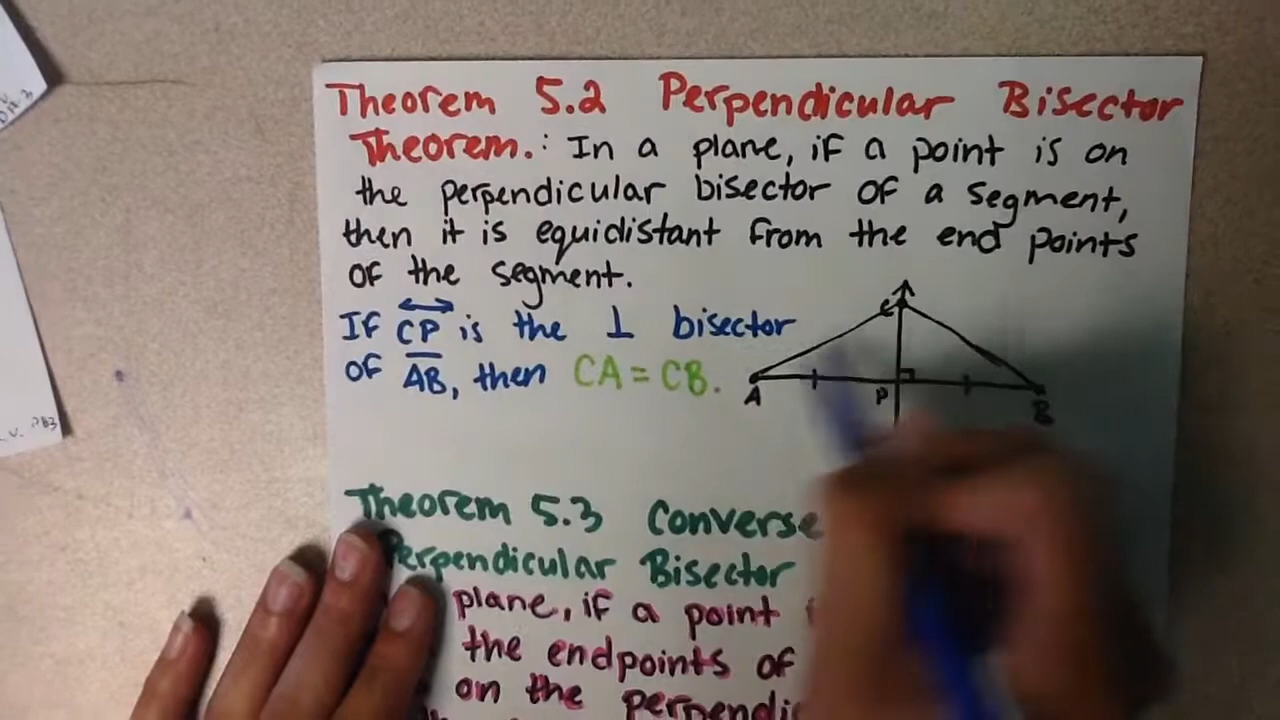 Theorem 5.2 Perpendicular Bisector
Theorem.: In a plane, if a point is on
the perpendicular bisector of a segment,
then it is equidistant from the end points
of the segment.
If CP is the ⊥ bisector
of AB, then CA = CB.
C
A P B
Theorem 5.3 Converse
Perpendicular Bisector
plane, if a point
the endpoints of
on the